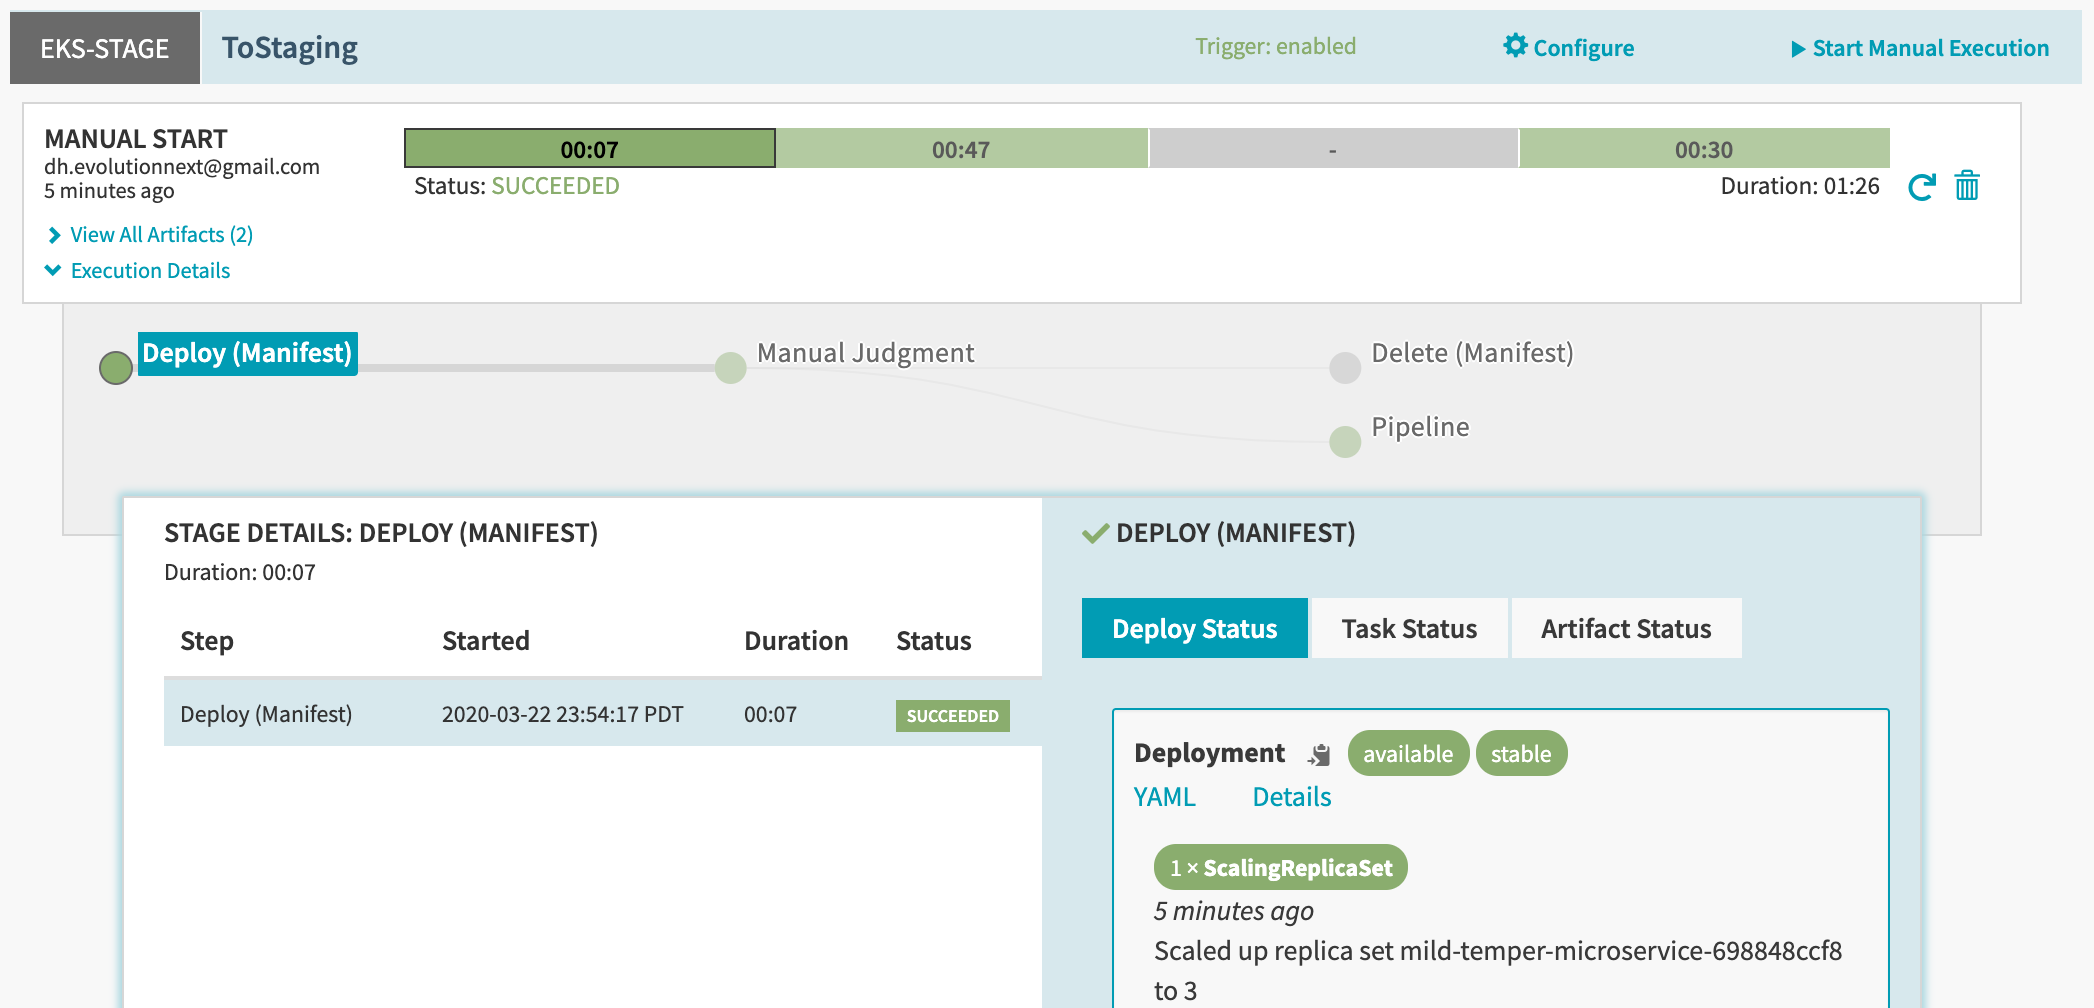 EKS-STAGE
ToStaging
Trigger: enabled
Configure
Start Manual Execution
MANUAL START
dh.evolutionnext@gmail.com
5 minutes ago
00:07
00:47
-
00:30
Status: SUCCEEDED
Duration: 01:26
View All Artifacts (2)
Execution Details
Deploy (Manifest)
Manual Judgment
Delete (Manifest)
Pipeline
STAGE DETAILS: DEPLOY (MANIFEST)
Duration: 00:07
Step Started Duration Status
Deploy (Manifest) 2020-03-22 23:54:17 PDT 00:07 SUCCEEDED
DEPLOY (MANIFEST)
Deploy Status Task Status Artifact Status
Deployment available stable
YAML Details
1 × ScalingReplicaSet
5 minutes ago
Scaled up replica set mild-temper-microservice-698848ccf8
to 3